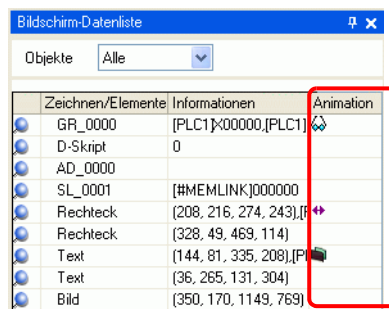 Bildschirm-Datenliste
Objekte Alle
Zeichnen/Elemente Informationen Animation
GR_0000 [PLC1]X00000,[PLC1]
D-Skript 0
AD_0000
SL_0001 [#MEMLINK]000000
Rechteck (208, 216, 274, 243),[F
Rechteck (328, 49, 469, 114)
Text (144, 81, 335, 208),[Pl
Text (36, 265, 131, 304)
Bild (350, 170, 1149, 769)